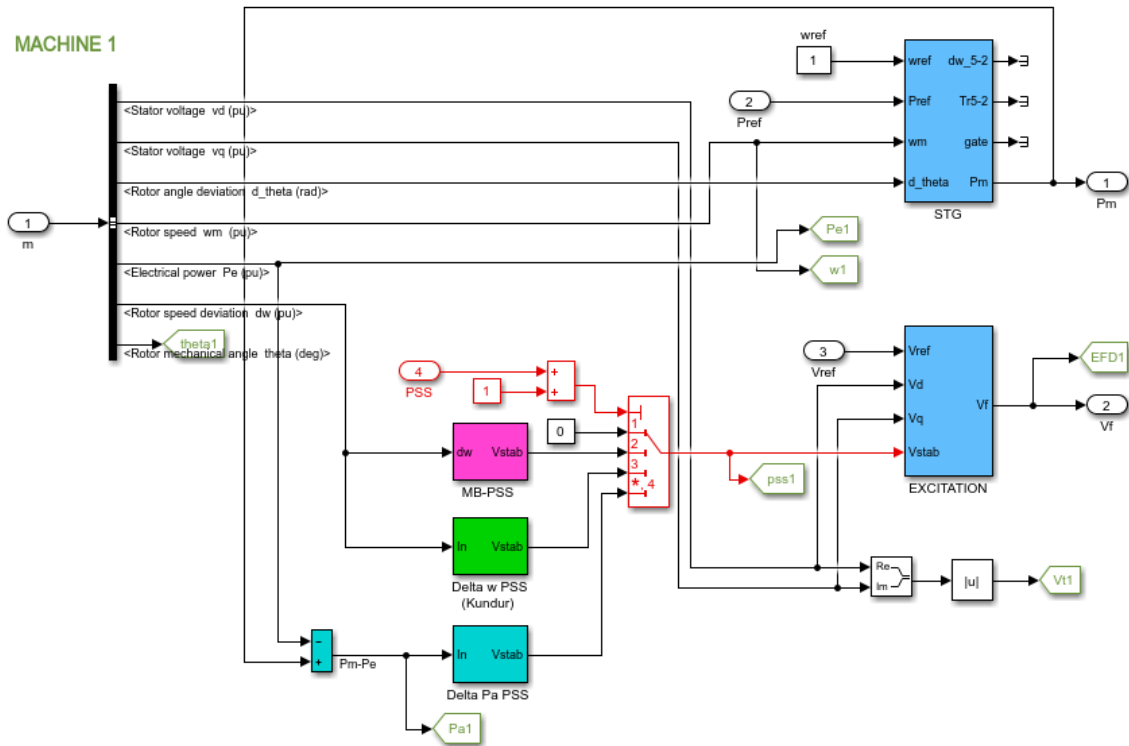 MACHINE 1
wref
1
2
Pref
wref
Pref
wm
d_theta
dw_5-2
Tr5-2
gate
Pm
STG
1
Pm
1
m
<Stator voltage vd (pu)>
<Stator voltage vq (pu)>
<Rotor angle deviation d_theta (rad)>
<Rotor speed wm (pu)>
<Electrical power Pe (pu)>
<Rotor speed deviation dw (pu)>
<Rotor mechanical angle theta (deg)>
theta1
Pe1
w1
4
PSS
1
+
+
0
1
2
3
*, 4
dw
Vstab
MB-PSS
In
Vstab
Delta w PSS
(Kundur)
−
+
Pm-Pe
In
Vstab
Delta Pa PSS
Pa1
pss1
3
Vref
Vref
Vd
Vq
Vstab
Vf
EXCITATION
EFD1
2
Vf
Re
Im
|u|
Vt1